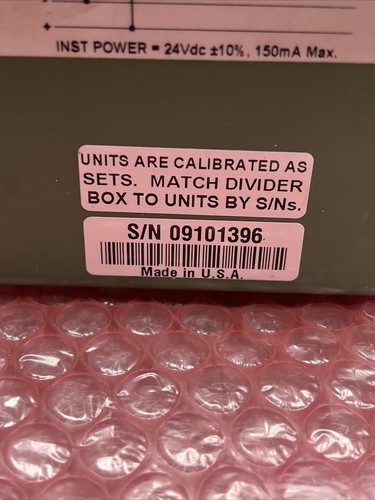 INST POWER = 24Vdc ±10%, 150mA Max.
UNITS ARE CALIBRATED AS
SETS. MATCH DIVIDER
BOX TO UNITS BY S/Ns.
S/N 09101396
Made in U.S.A.